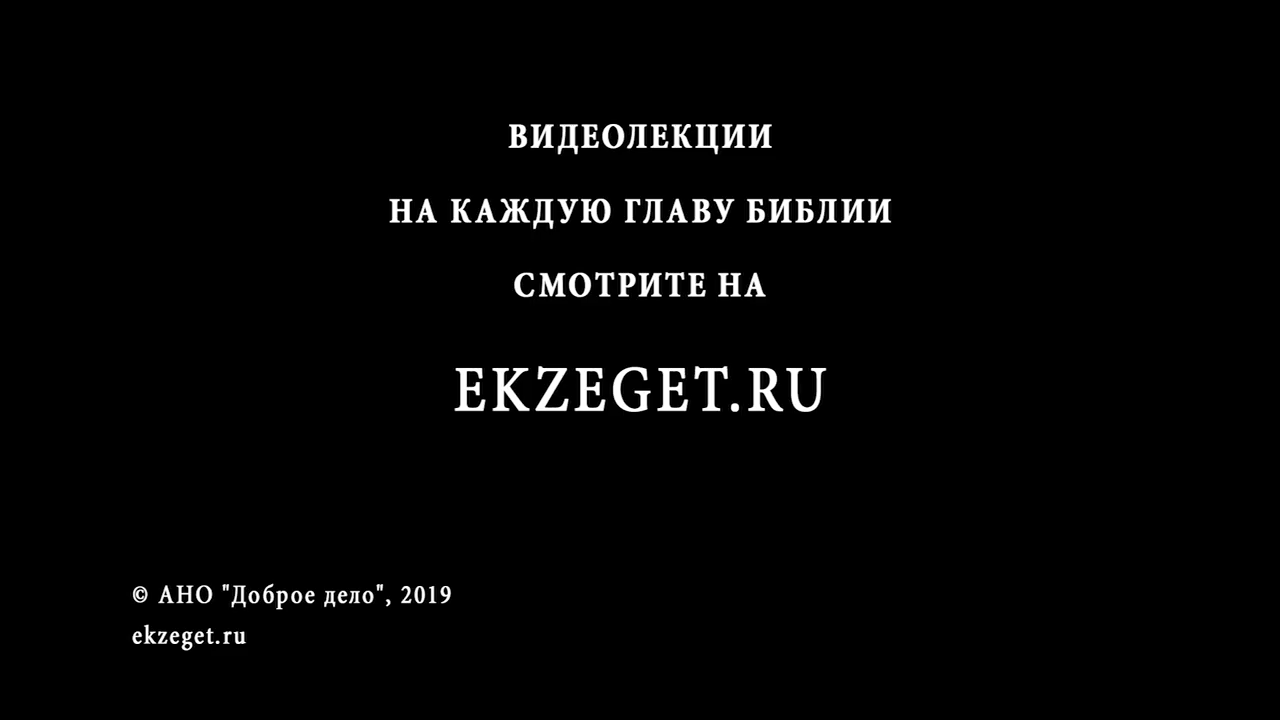 ВИДЕОЛЕКЦИИ
НА КАЖДУЮ ГЛАВУ БИБЛИИ
СМОТРИТЕ НА
EKZEGET.RU
© АНО "Доброе дело", 2019
ekzeget.ru